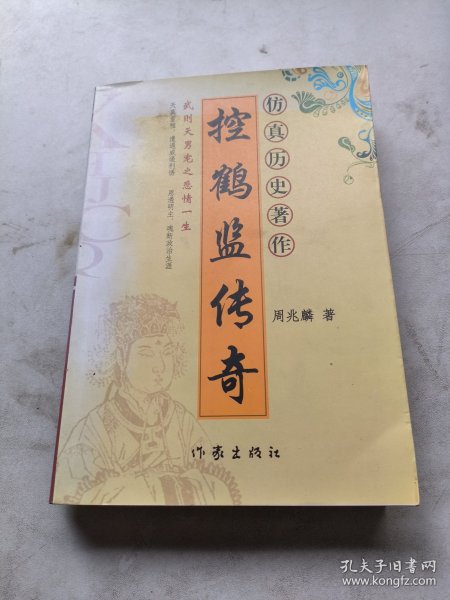 仿真历史著作
控鹤监传奇
武则天男宠之悲情一生
周兆麟 著
作家出版社
孔夫子旧书网
www.kongfz.com